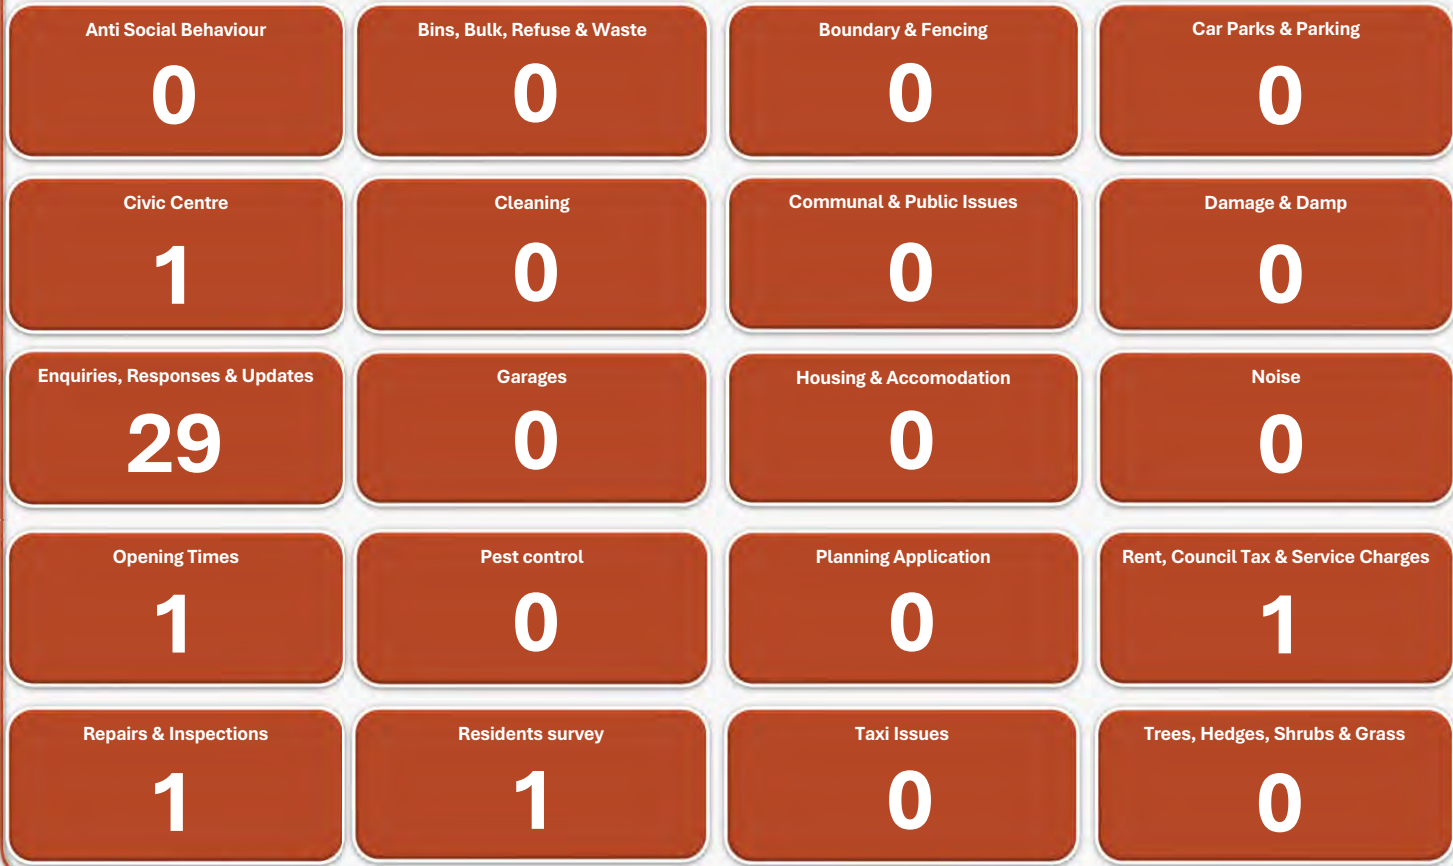 Anti Social Behaviour
0
Bins, Bulk, Refuse & Waste
0
Boundary & Fencing
0
Car Parks & Parking
0
Civic Centre
1
Cleaning
0
Communal & Public Issues
0
Damage & Damp
0
Enquiries, Responses & Updates
29
Garages
0
Housing & Accomodation
0
Noise
0
Opening Times
1
Pest control
0
Planning Application
0
Rent, Council Tax & Service Charges
1
Repairs & Inspections
1
Residents survey
1
Taxi Issues
0
Trees, Hedges, Shrubs & Grass
0